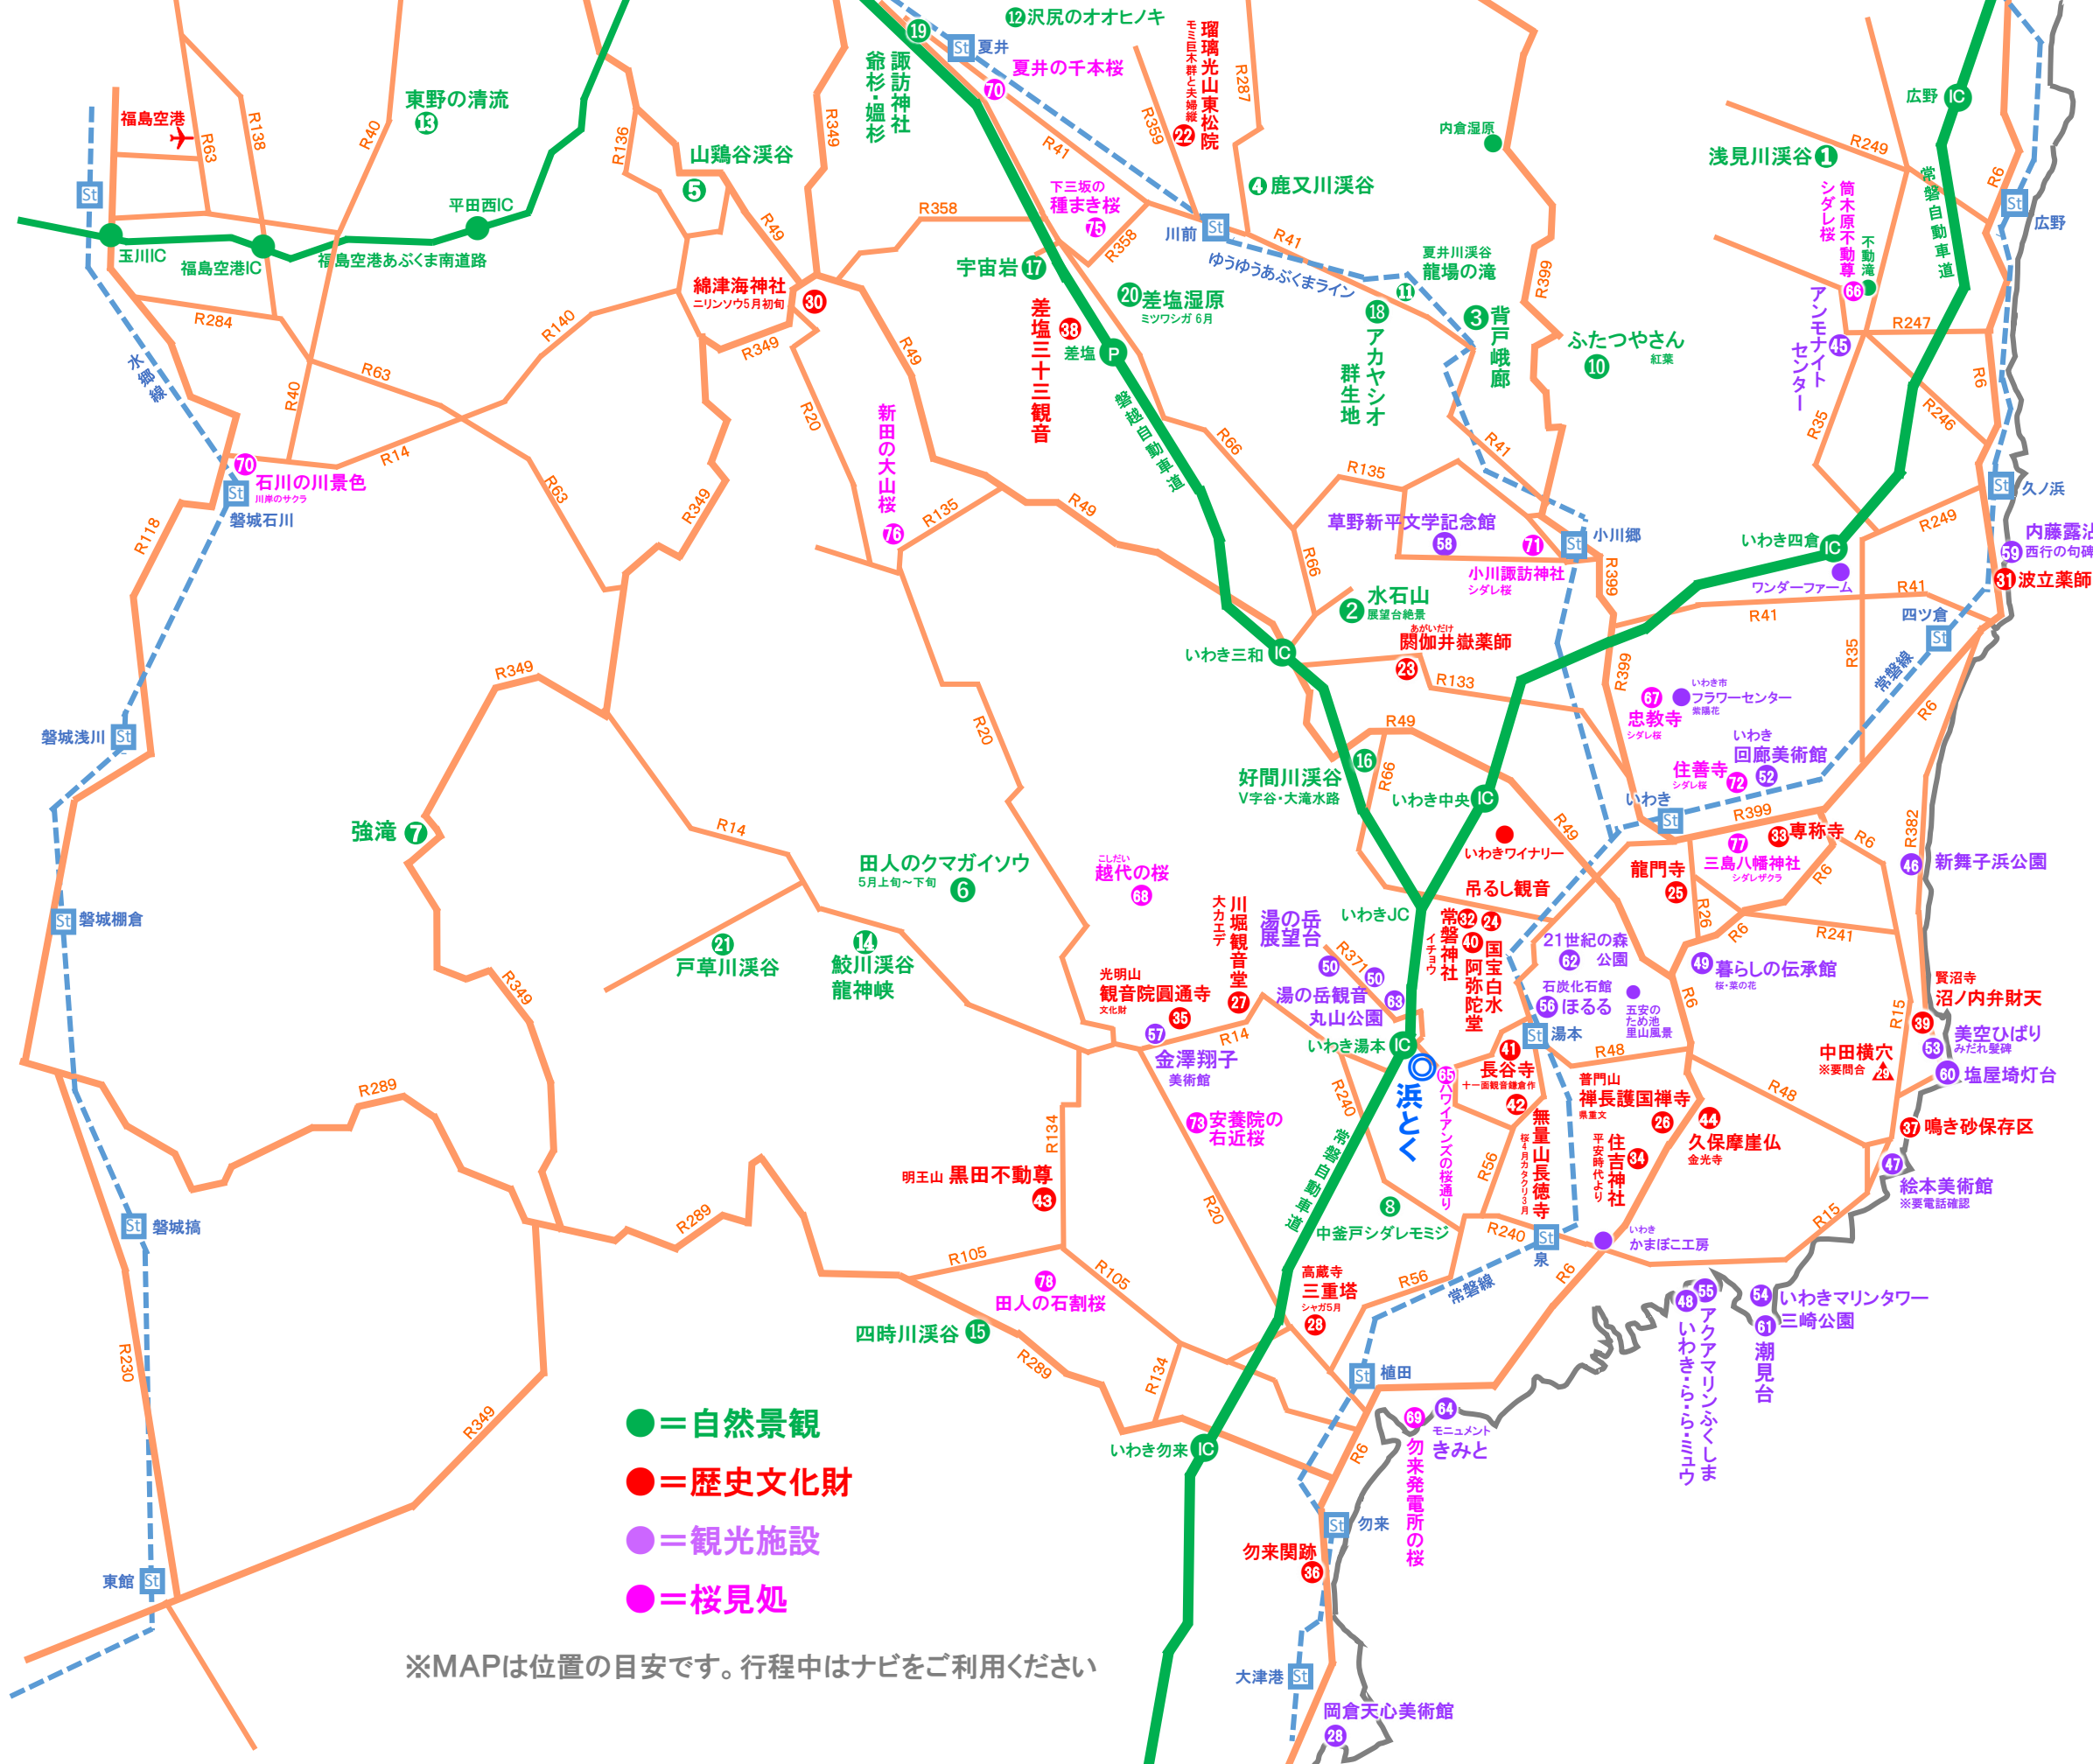 ⑫沢尻のオオヒノキ
⑲
諏訪神社
爺杉・媼杉
St 夏井
夏井の千本桜
70
瑠璃光山東松院
モミ巨木群と夫婦縦
22
R287
R359
R41
内倉湿原
広野
IC
浅見川渓谷①
R249
R6
常磐自動車道
筒木原不動尊
シダレ桜
66
不動滝
St
広野
福島空港
R63
R138
R40
東野の清流
⑬
R136
R349
山鶏谷渓谷
⑤
St
玉川IC
福島空港IC
平田西IC
福島空港あぶくま南道路
R49
R358
下三坂の
種まき桜
75
R358
④鹿又川渓谷
St
川前
R41
ゆうゆうあぶくまライン
夏井川渓谷
龍場の滝
⑪
R399
宇宙岩⑰
⑳差塩湿原
ミツワシガ 6月
綿津海神社
ニリンソウ5月初旬
30
差塩三十三観音
38
差塩
P
⑱
アカヤシオ
群生地
③背戸峨廊
ふたつやさん
⑩
紅葉
アンモナイト
センター
45
R247
R6
R35
R246
R284
R140
R349
R49
水郡線
R63
R40
R20
新田の大山桜
76
磐越自動車道
R66
R41
R14
70
石川の川景色
川岸のサクラ
St
磐城石川
R63
R349
R135
R49
R135
草野新平文学記念館
58
71
小川諏訪神社
シダレ桜
St
小川郷
R399
いわき四倉
IC
ワンダーファーム
R249
St
久ノ浜
59
西行の句碑
31波立薬師
R118
R66
②
水石山
展望台絶景
あがいだけ
閼伽井嶽薬師
23
R41
R41
四ツ倉
St
いわき三和
IC
R133
R399
R35
常磐線
R349
いわき市
フラワーセンター
紫陽花
67
忠教寺
シダレ桜
R6
St
磐城浅川
R20
R49
いわき
回廊美術館
52
住善寺
シダレ桜
72
好間川渓谷⑯
V字谷・大滝水路
R66
いわき中央
IC
いわき
St
R399
強滝⑦
R14
R49
いわきワイナリー
77
三島八幡神社
シダレザクラ
33専称寺
R6
R382
46
新舞子浜公園
田人のクマガイソウ
5月上旬～下旬
⑥
こしだい
越代の桜
68
吊るし観音
龍門寺
25
R6
St
磐城棚倉
川堀観音堂
大カエデ
27
湯の岳
展望台
50
いわきJC
32
24
常磐神社
イチョウ
40
阿弥陀堂
国宝白水
R26
R6
R241
21
戸草川渓谷
⑭
鮫川渓谷
龍神峡
R371
50
湯の岳観音
丸山公園
63
21世紀の森
62 公園
49
暮らしの伝承館
桜・菜の花
R349
光明山
観音院圓通寺
文化財
35
石炭化石館
56ほるる
五安の
ため池
里山風景
R6
R15
賢沼寺
沼ノ内弁財天
39
57
金澤翔子
美術館
R14
いわき湯本
IC
St
湯本
R48
美空ひばり
みだれ髪碑
53
60
塩屋埼灯台
中田横穴
※要問合
29
浜とく
65
ハワイアンズの桜通り
41
長谷寺
十一面観音鎌倉作
42
普門山
禅長護国禅寺
県重文
26
R48
R289
73
安養院の
右近桜
R240
44
久保摩崖仏
金光寺
37
鳴き砂保存区
R134
R56
無量山長徳寺
桜4月カタクリ3月
住吉神社
平安時代より
34
47
絵本美術館
※要電話確認
明王山 黒田不動尊
43
常磐自動車道
⑧
中釜戸シダレモミジ
R15
St
磐城塙
R289
R20
R240
St
泉
いわき
かまぼこ工房
R105
R105
R56
常磐線
R6
78
田人の石割桜
高蔵寺
三重塔
シャガ5月
28
48
55
いわき・ら・ら・ミュウ
アクアマリンふくしま
54
いわきマリンタワー
三崎公園
61
潮見台
四時川渓谷⑮
R289
R134
St
植田
R230
R349
●＝自然景観
69
勿来発電所の桜
64
モニュメント
きみと
いわき勿来
IC
R6
●＝歴史文化財
St
勿来
●＝観光施設
勿来関跡
36
東館
St
●＝桜見処
※MAPは位置の目安です。行程中はナビをご利用ください
大津港
St
岡倉天心美術館
28